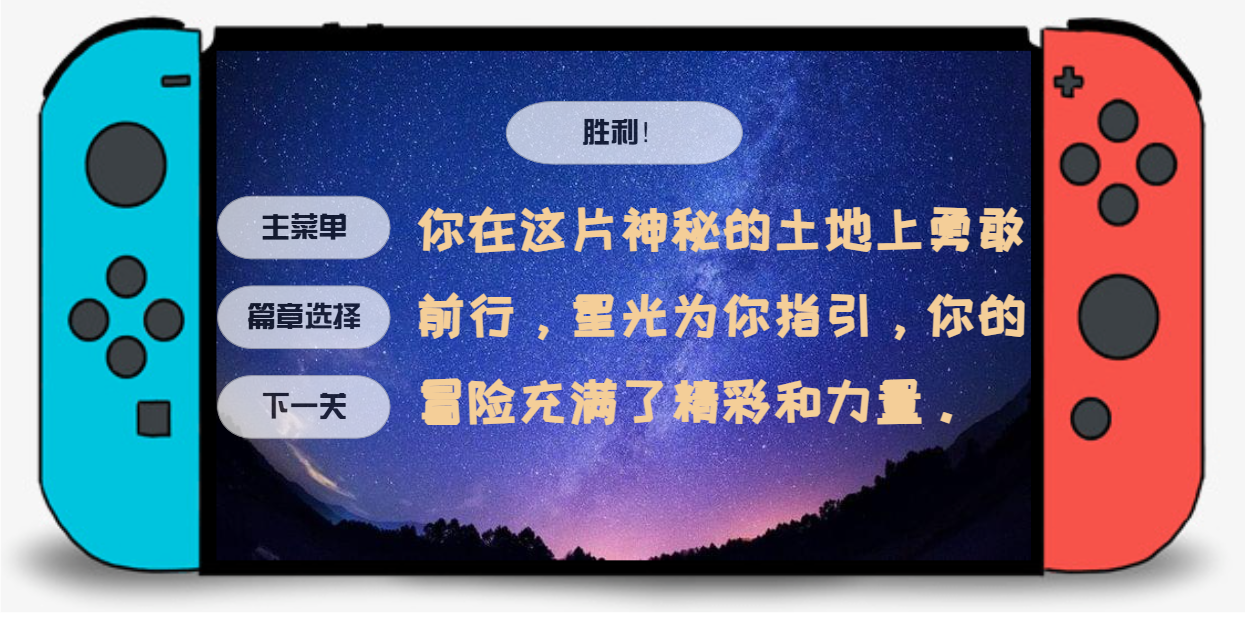 胜利！
主菜单
你在这片神秘的土地上勇敢
篇章选择
前行，星光为你指引，你的
下一关
冒险充满了精彩和力量.